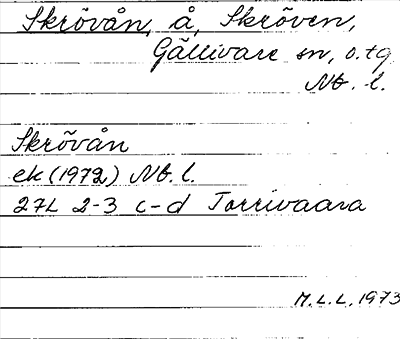 Skrövån, å, Skröven,
Gällivare sn, o. tg
Nb. l.
Skrövån
ek (1972) Nb. l.
27L 2-3 c-d Torrivaara
M.L.L. 1973